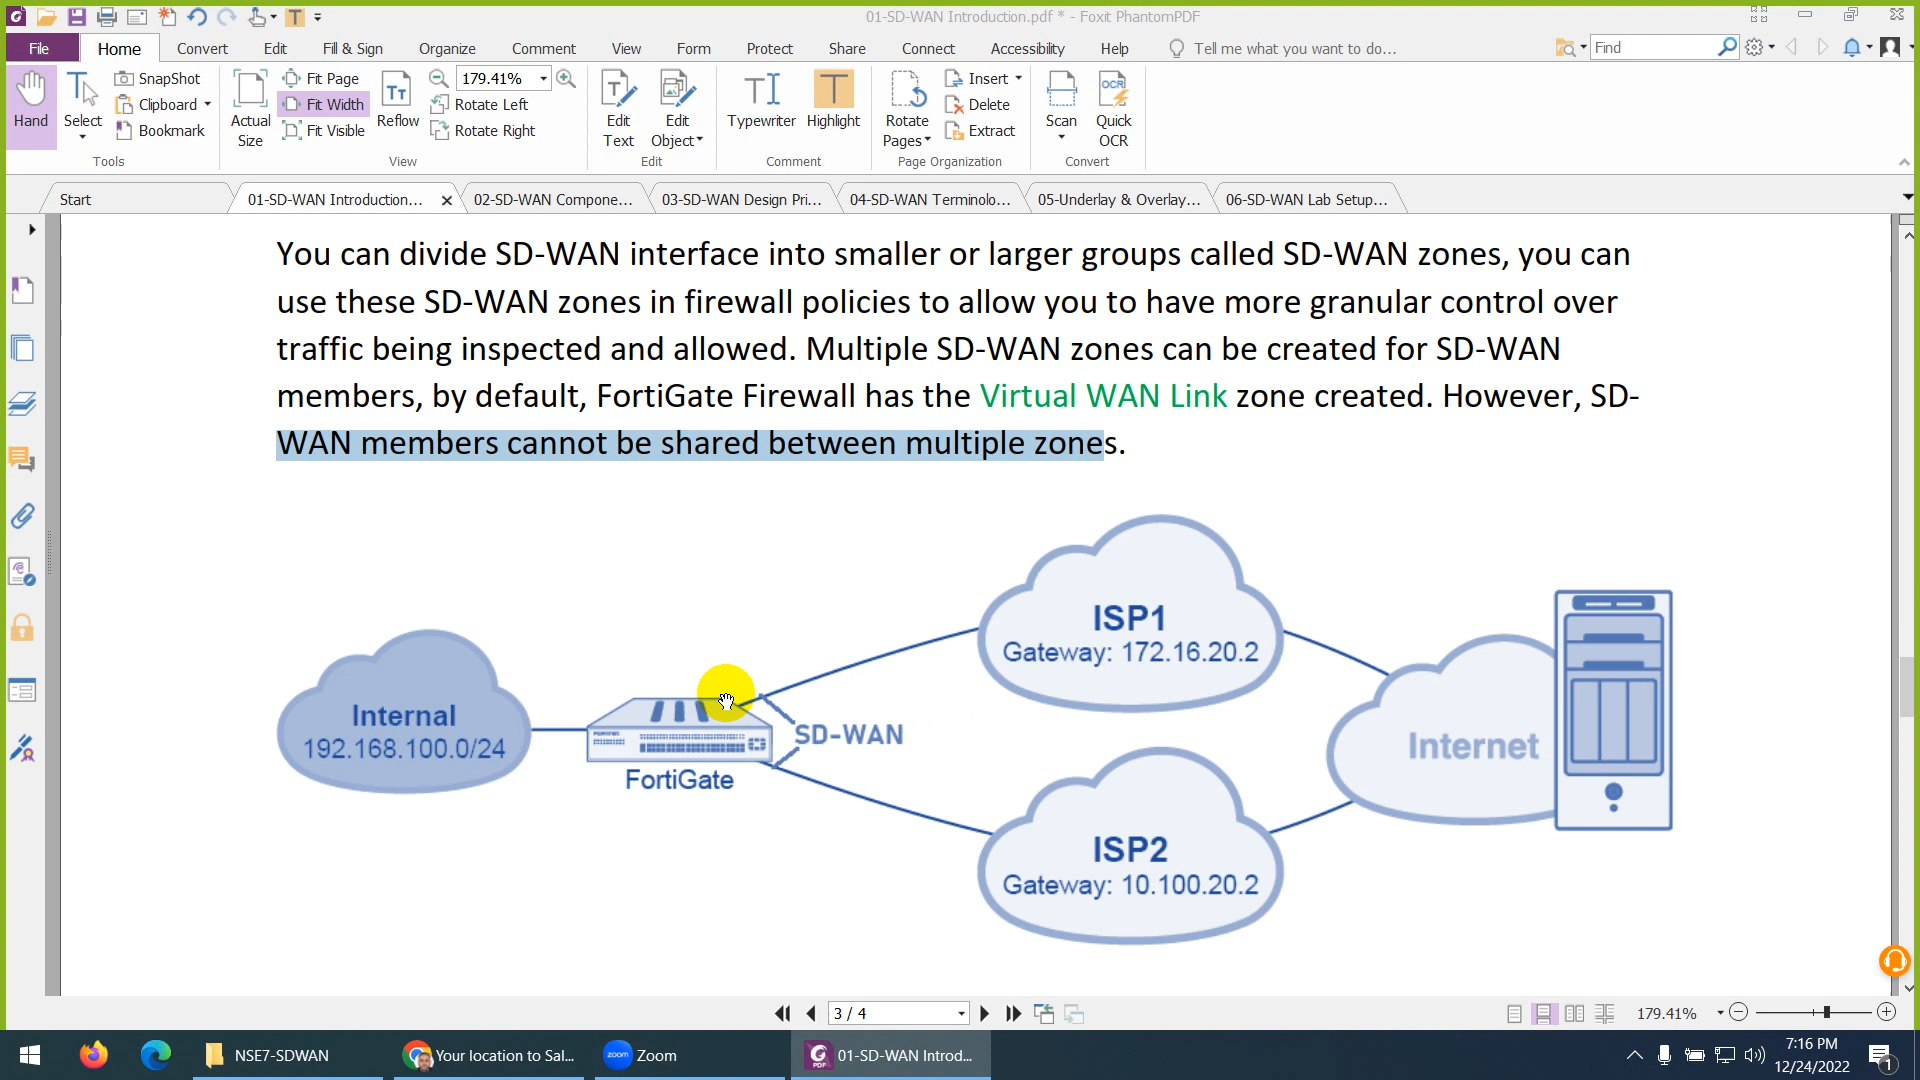 01-SD-WAN Introduction.pdf * - Foxit PhantomPDF
File Home Convert Edit Fill & Sign Organize Comment View Form Protect Share Connect Accessibility Help Tell me what you want to do... Find
Hand
Select
SnapShot
Clipboard
Bookmark
Tools
Actual Size
Fit Page
Fit Width
Fit Visible
Reflow
179.41%
Rotate Left
Rotate Right
View
Edit Text
Edit Object
Edit
Typewriter
Highlight
Comment
Rotate Pages
Insert
Delete
Extract
Page Organization
Scan
Quick OCR
Convert
Start 01-SD-WAN Introduction... 02-SD-WAN Compone... 03-SD-WAN Design Pri... 04-SD-WAN Terminolo... 05-Underlay & Overlay... 06-SD-WAN Lab Setup...
You can divide SD-WAN interface into smaller or larger groups called SD-WAN zones, you can
use these SD-WAN zones in firewall policies to allow you to have more granular control over
traffic being inspected and allowed. Multiple SD-WAN zones can be created for SD-WAN
members, by default, FortiGate Firewall has the Virtual WAN Link zone created. However, SD-
WAN members cannot be shared between multiple zones.
ISP1
Gateway: 172.16.20.2
Internal
192.168.100.0/24
FortiGate
SD-WAN
Internet
ISP2
Gateway: 10.100.20.2
3 / 4
179.41%
NSE7-SDWAN
Your location to Sal...
zoom Zoom
PDF 01-SD-WAN Introd...
7:16 PM
12/24/2022
1